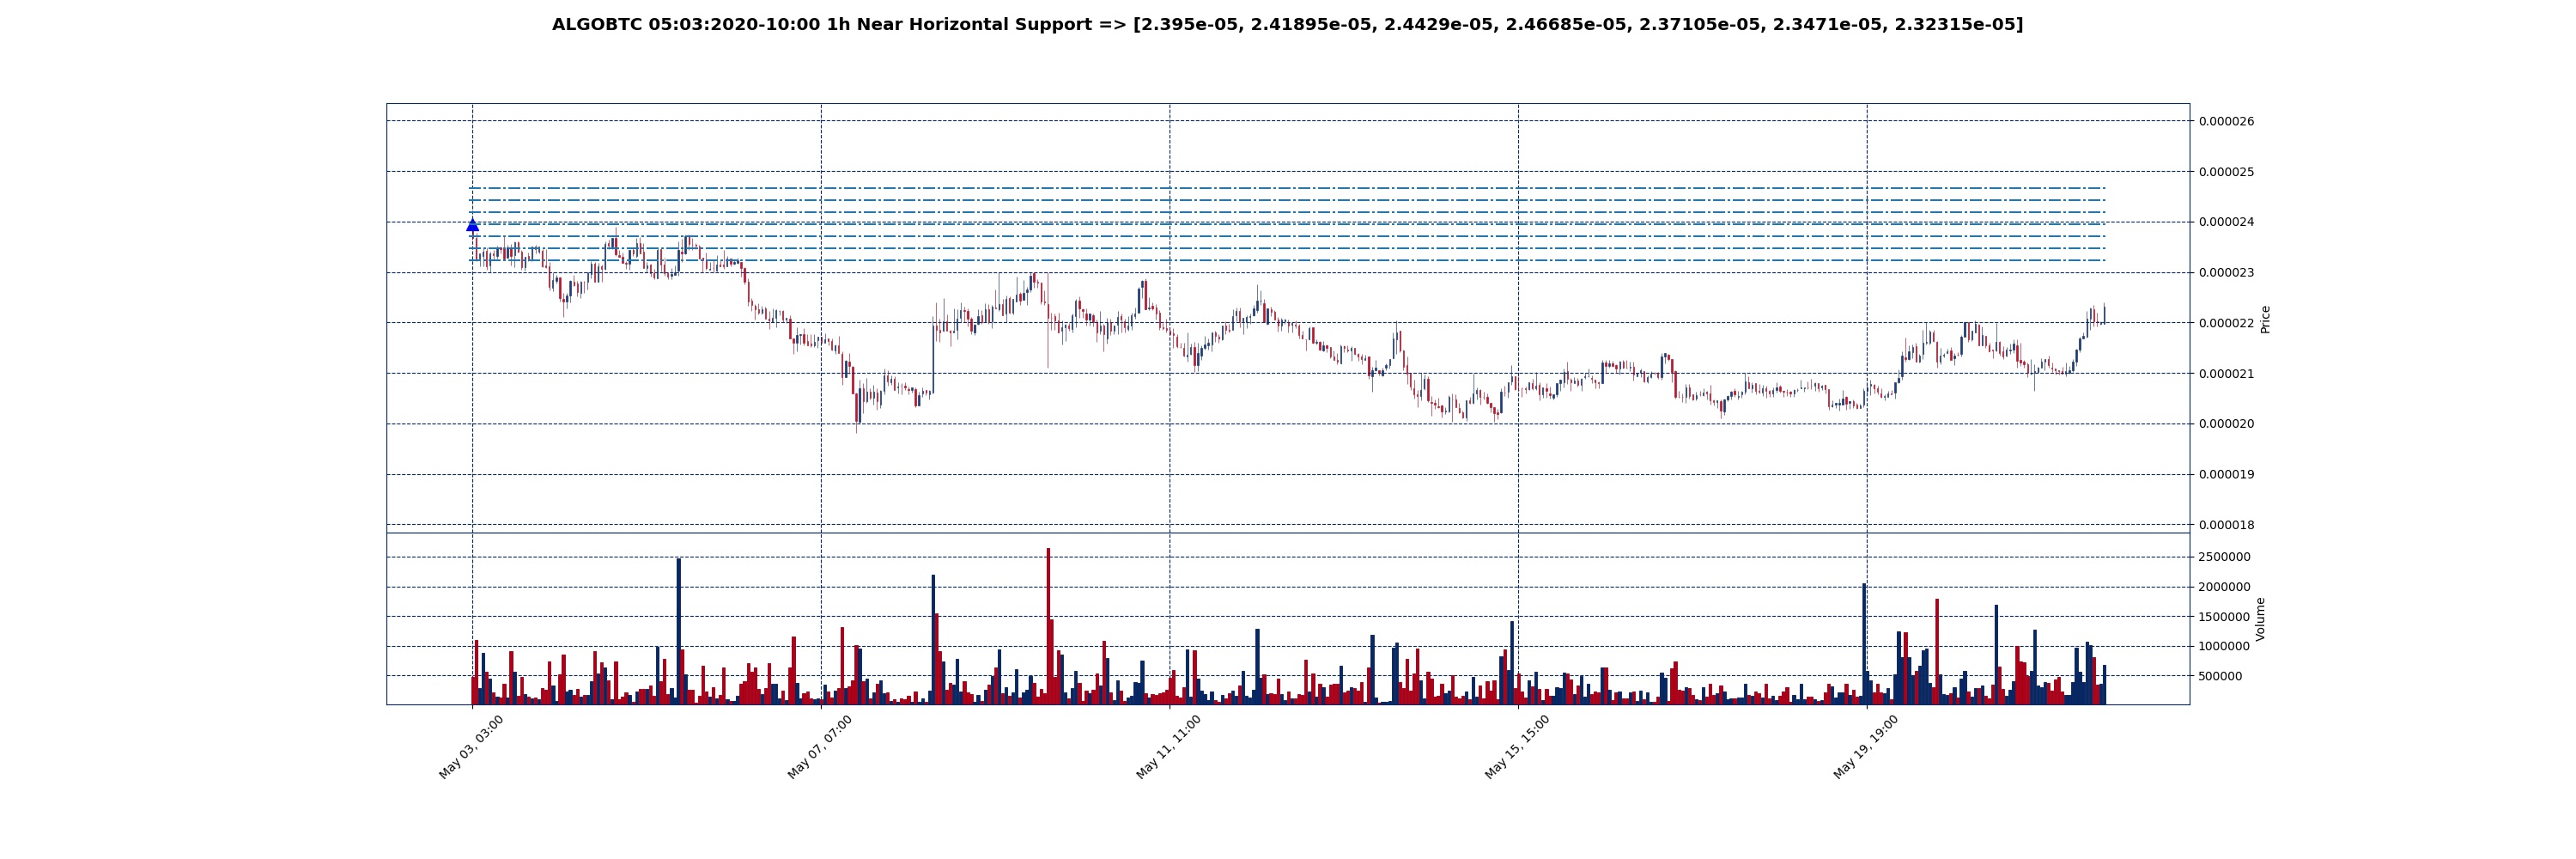 ALGOBTC 05:03:2020-10:00 1h Near Horizontal Support => [2.395e-05, 2.41895e-05, 2.4429e-05, 2.46685e-05, 2.37105e-05, 2.3471e-05, 2.32315e-05]
0.000026
0.000025
0.000024
0.000023
0.000022
0.000021
0.000020
0.000019
0.000018
Price
2500000
2000000
1500000
1000000
500000
Volume
May 03, 03:00
May 07, 07:00
May 11, 11:00
May 15, 15:00
May 19, 19:00